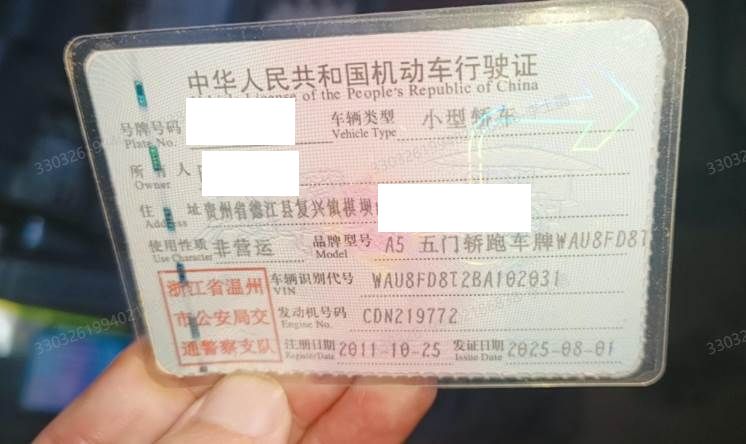 中华人民共和国机动车行驶证
Vehicle License of the People's Republic of China
号牌号码 Plate No. 车辆类型 Vehicle Type 小型轿车
所有人 Owner
住址 Address 贵州省德江县复兴镇模坝
使用性质 Use Character 非营运 品牌型号 Model A5 五门轿跑车牌WAU8FD8T
浙江省温州市公安局交通警察支队
车辆识别代号 VIN WAU8FD8T2BA102031
发动机号码 Engine No. CDN219772
注册日期 Register Date 2011-10-25 发证日期 Issue Date 2025-08-01